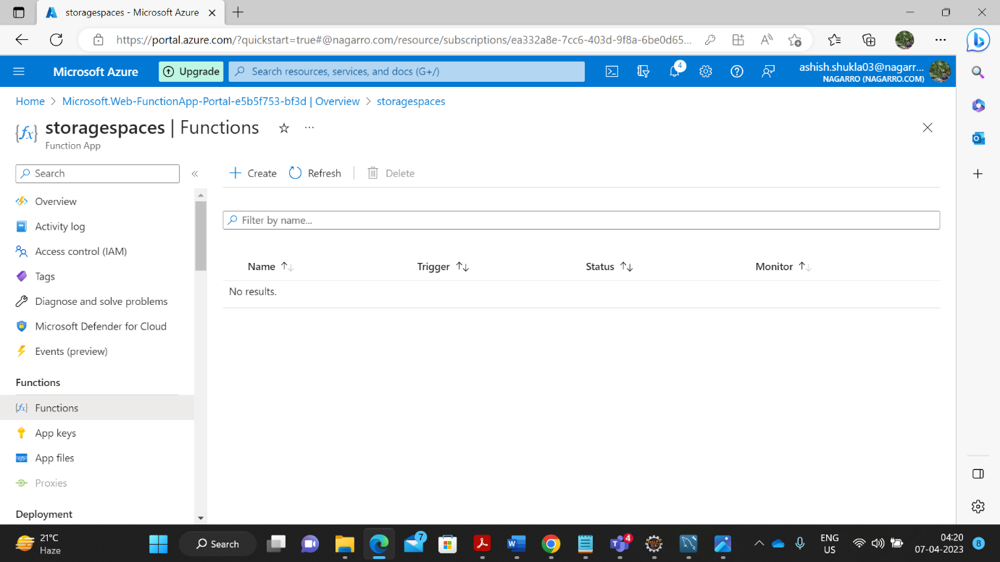 storagespaces - Microsoft Azure
https://portal.azure.com/?quickstart=true#@nagarro.com/resource/subscriptions/ea332a8e-7cc6-403d-9f8a-6be0d65...
Microsoft Azure
Upgrade
Search resources, services, and docs (G+/)
4
ashish.shukla03@nagarr...
NAGARRO (NAGARRO.COM)
Home > Microsoft.Web-FunctionApp-Portal-e5b5f753-bf3d | Overview > storagespaces
storagespaces | Functions
Function App
Search
Create
Refresh
Delete
Overview
Activity log
Access control (IAM)
Tags
Diagnose and solve problems
Microsoft Defender for Cloud
Events (preview)
Functions
Functions
App keys
App files
Proxies
Deployment
Filter by name...
Name
Trigger
Status
Monitor
No results.
21°C
Haze
Search
7
4
ENG
US
04:20
07-04-2023
8